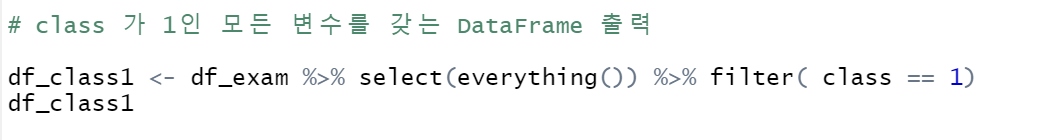 # class 가 1인 모든 변수를 갖는 DataFrame 출력
df_class1 <- df_exam %>% select(everything()) %>% filter( class == 1)
df_class1